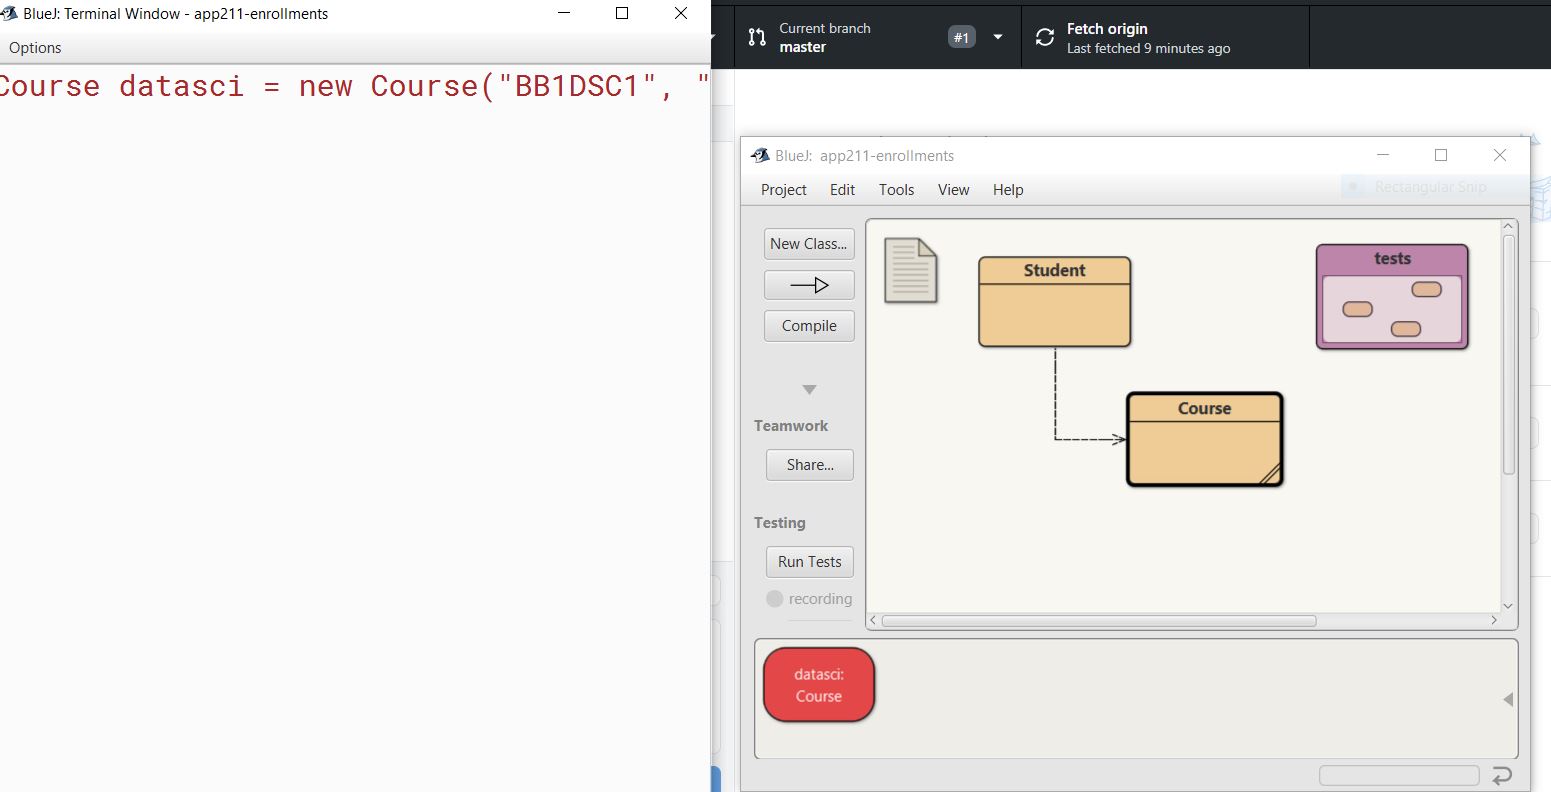 BlueJ: Terminal Window - app211-enrollments
Options
Course datasci = new Course("BB1DSC1", "
Current branch
master
#1
Fetch origin
Last fetched 9 minutes ago
BlueJ: app211-enrollments
Project Edit Tools View Help
Rectangular Snip
New Class...
Compile
Teamwork
Share...
Testing
Run Tests
recording
Student
tests
Course
datasci:
Course